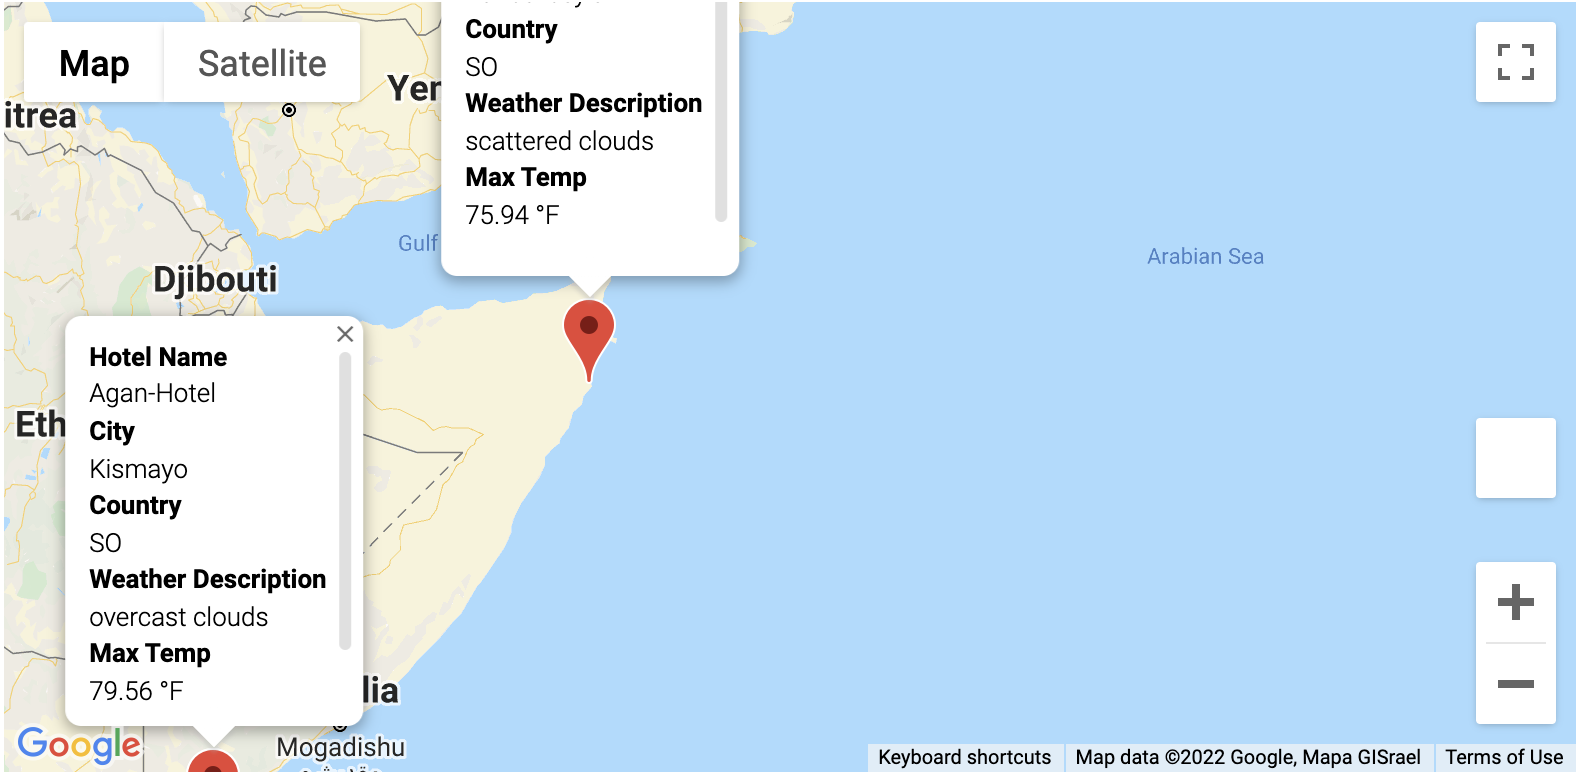 Map
Satellite
Country
SO
Weather Description
scattered clouds
Max Temp
75.94 °F
Yer
itrea
Gulf
Arabian Sea
Djibouti
Hotel Name
Agan-Hotel
City
Kismayo
Country
SO
Weather Description
overcast clouds
Max Temp
79.56 °F
Eth
lia
Mogadishu
Google
Keyboard shortcuts
Map data ©2022 Google, Mapa GISrael
Terms of Use